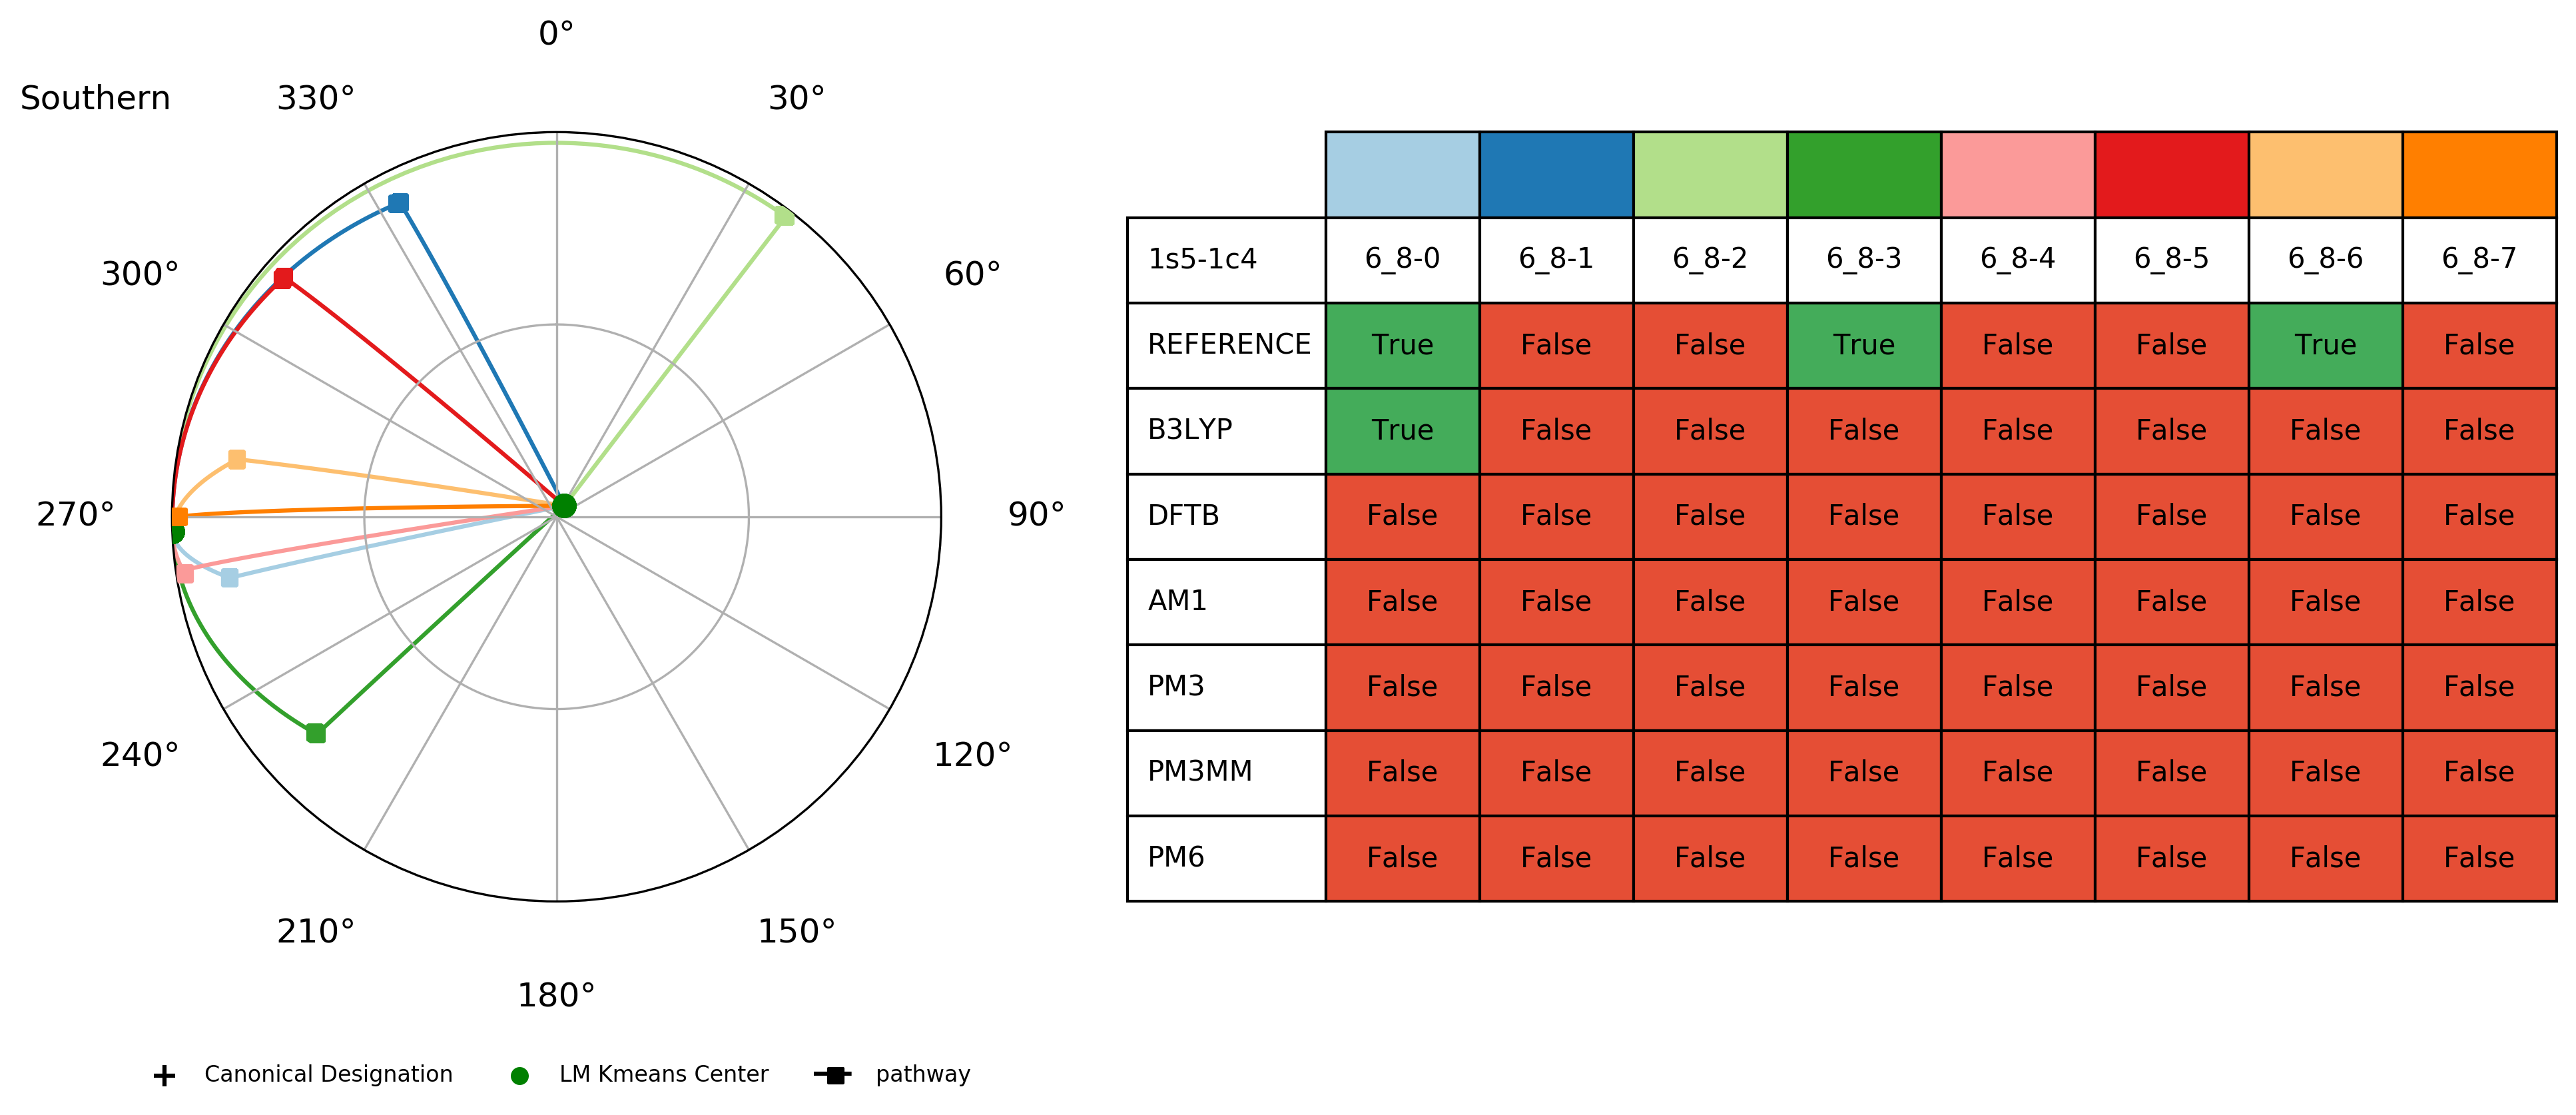 0°
Southern
330°
30°
300°
60°
270°
90°
240°
120°
210°
150°
180°
Canonical Designation
LM Kmeans Center
pathway
1s5-1c4 6_8-0 6_8-1 6_8-2 6_8-3 6_8-4 6_8-5 6_8-6 6_8-7
REFERENCE True False False True False False True False
B3LYP True False False False False False False False
DFTB False False False False False False False False
AM1 False False False False False False False False
PM3 False False False False False False False False
PM3MM False False False False False False False False
PM6 False False False False False False False False